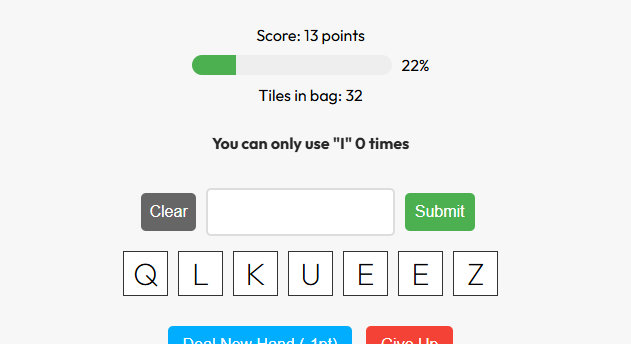 Score: 13 points
22%
Tiles in bag: 32
You can only use "I" 0 times
Clear Submit
Q L K U E E Z
Deal New Hand (-1pt) Give Up